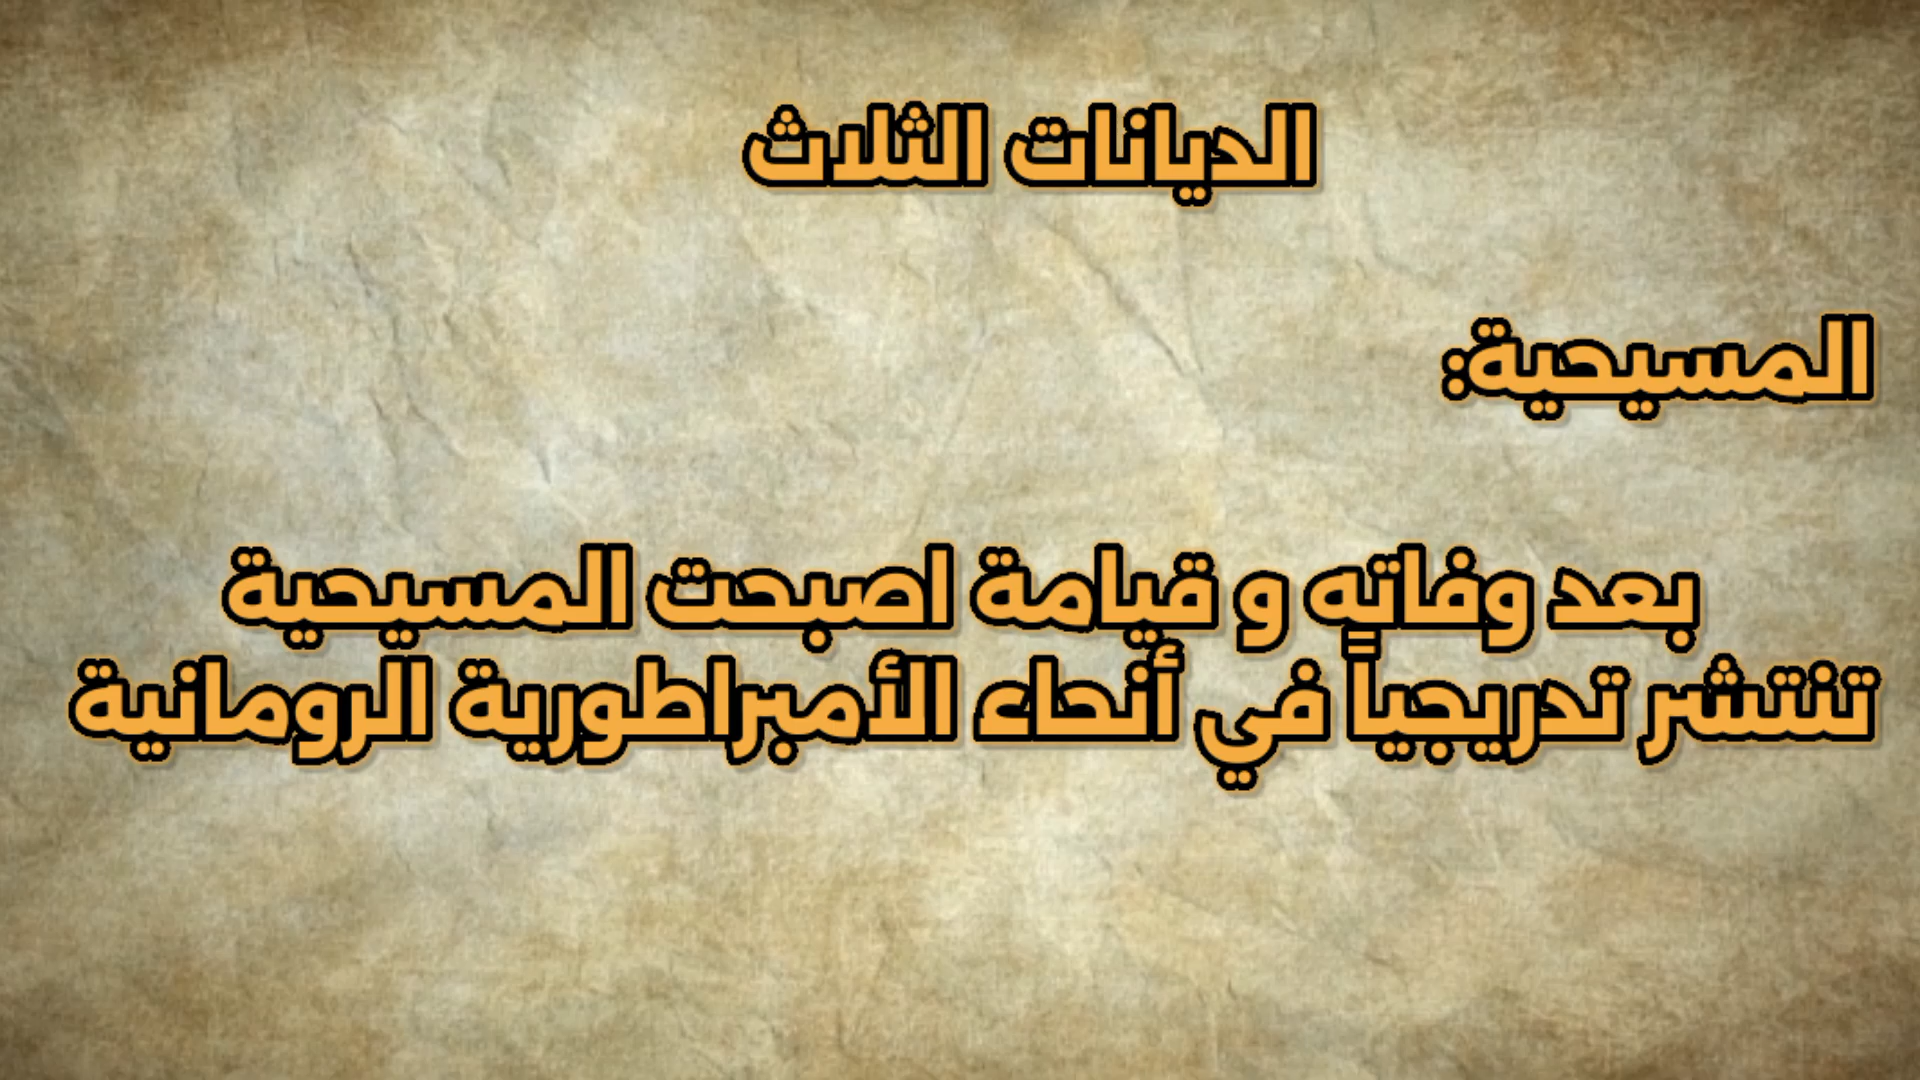 الديانات الثلاث
المسيحية:
بعد وفاته و قيامة اصبحت المسيحية
تنتشر تدريجياً في أنحاء الأمبراطورية الرومانية